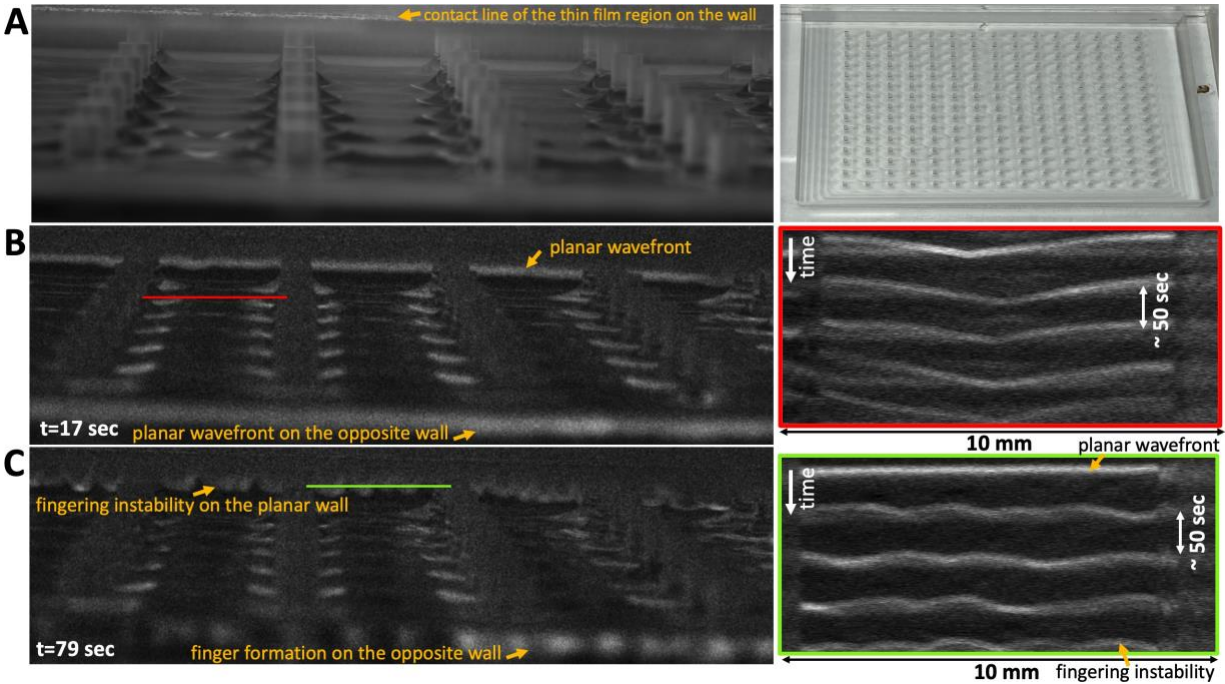 A
contact line of the thin film region on the wall
B
planar wavefront
t=17 sec
planar wavefront on the opposite wall
time
~ 50 sec
10 mm
C
fingering instability on the planar wall
t=79 sec
finger formation on the opposite wall
planar wavefront
time
~ 50 sec
10 mm
fingering instability